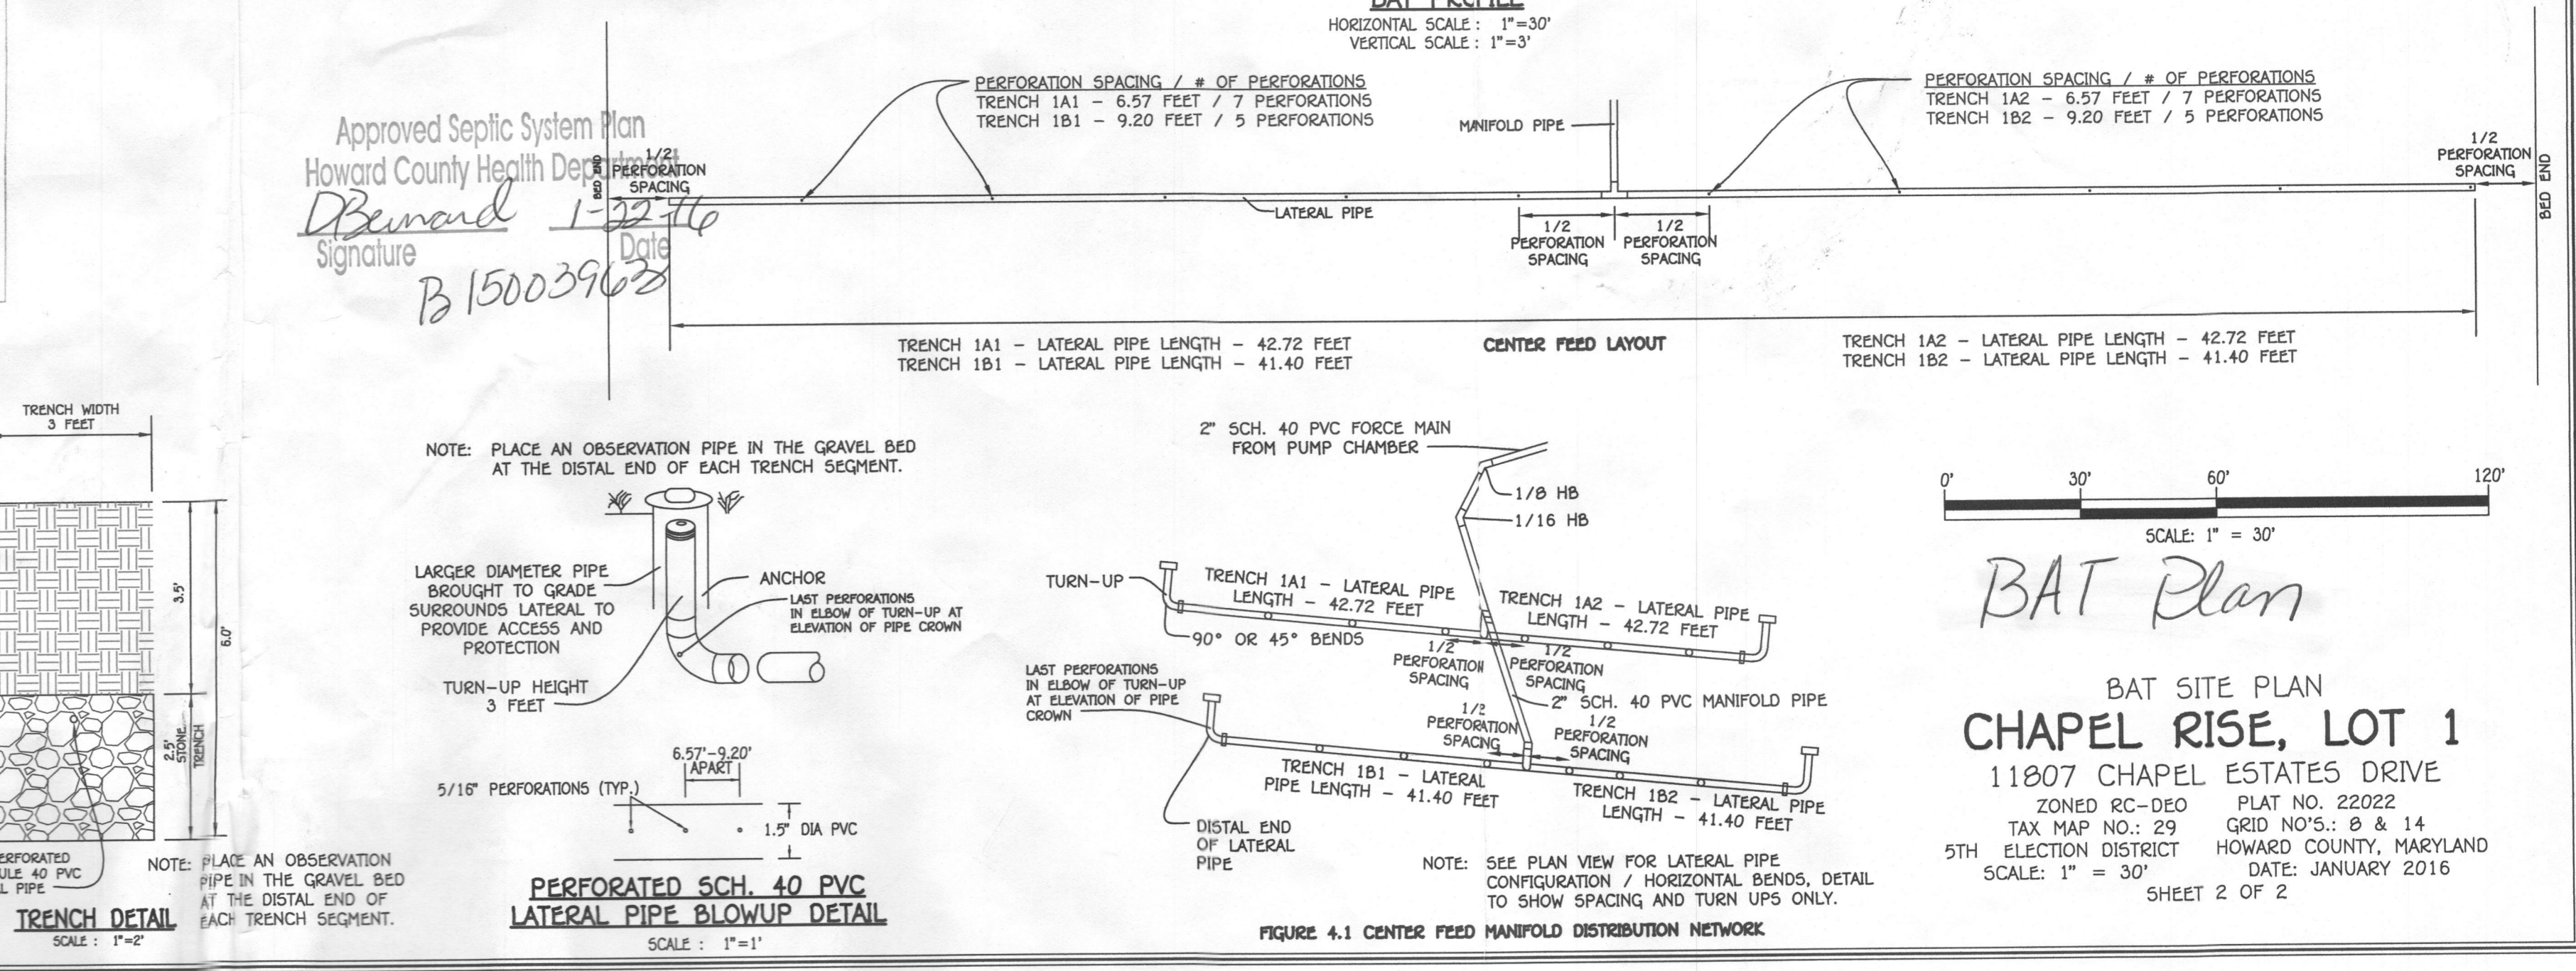 BAT PROFILE
HORIZONTAL SCALE : 1"=30'
VERTICAL SCALE : 1"=3'
PERFORATION SPACING / # OF PERFORATIONS
TRENCH 1A1 - 6.57 FEET / 7 PERFORATIONS
TRENCH 1B1 - 9.20 FEET / 5 PERFORATIONS
MANIFOLD PIPE
PERFORATION SPACING / # OF PERFORATIONS
TRENCH 1A2 - 6.57 FEET / 7 PERFORATIONS
TRENCH 1B2 - 9.20 FEET / 5 PERFORATIONS
Approved Septic System Plan
Howard County Health Department
DBernard 1-22-16
Signature Date
B15003963
BED END
1/2
PERFORATION
SPACING
LATERAL PIPE
1/2
PERFORATION
SPACING
1/2
PERFORATION
SPACING
1/2
PERFORATION
SPACING
BED END
TRENCH 1A1 - LATERAL PIPE LENGTH - 42.72 FEET
TRENCH 1B1 - LATERAL PIPE LENGTH - 41.40 FEET
CENTER FEED LAYOUT
TRENCH 1A2 - LATERAL PIPE LENGTH - 42.72 FEET
TRENCH 1B2 - LATERAL PIPE LENGTH - 41.40 FEET
TRENCH WIDTH
3 FEET
3.5'
6.0'
2.5'
STONE
TRENCH
ERFORATED
ULE 40 PVC
L PIPE
TRENCH DETAIL
SCALE : 1"=2'
NOTE: PLACE AN OBSERVATION
PIPE IN THE GRAVEL BED
AT THE DISTAL END OF
EACH TRENCH SEGMENT.
NOTE: PLACE AN OBSERVATION PIPE IN THE GRAVEL BED
AT THE DISTAL END OF EACH TRENCH SEGMENT.
LARGER DIAMETER PIPE
BROUGHT TO GRADE
SURROUNDS LATERAL TO
PROVIDE ACCESS AND
PROTECTION
ANCHOR
LAST PERFORATIONS
IN ELBOW OF TURN-UP AT
ELEVATION OF PIPE CROWN
TURN-UP HEIGHT
3 FEET
6.57'-9.20'
APART
5/16" PERFORATIONS (TYP.)
1.5" DIA PVC
PERFORATED SCH. 40 PVC
LATERAL PIPE BLOWUP DETAIL
SCALE : 1"=1'
2" SCH. 40 PVC FORCE MAIN
FROM PUMP CHAMBER
1/8 HB
1/16 HB
TURN-UP
TRENCH 1A1 - LATERAL PIPE
LENGTH - 42.72 FEET
TRENCH 1A2 - LATERAL PIPE
LENGTH - 42.72 FEET
90° OR 45° BENDS
1/2
PERFORATION
SPACING
1/2
PERFORATION
SPACING
LAST PERFORATIONS
IN ELBOW OF TURN-UP
AT ELEVATION OF PIPE
CROWN
2" SCH. 40 PVC MANIFOLD PIPE
1/2
PERFORATION
SPACING
1/2
PERFORATION
SPACING
TRENCH 1B1 - LATERAL
PIPE LENGTH - 41.40 FEET
TRENCH 1B2 - LATERAL PIPE
LENGTH - 41.40 FEET
DISTAL END
OF LATERAL
PIPE
NOTE: SEE PLAN VIEW FOR LATERAL PIPE
CONFIGURATION / HORIZONTAL BENDS, DETAIL
TO SHOW SPACING AND TURN UPS ONLY.
FIGURE 4.1 CENTER FEED MANIFOLD DISTRIBUTION NETWORK
0' 30' 60' 120'
SCALE: 1" = 30'
BAT Plan
BAT SITE PLAN
CHAPEL RISE, LOT 1
11807 CHAPEL ESTATES DRIVE
ZONED RC-DEO PLAT NO. 22022
TAX MAP NO.: 29 GRID NO'S.: 8 & 14
5TH ELECTION DISTRICT HOWARD COUNTY, MARYLAND
SCALE: 1" = 30' DATE: JANUARY 2016
SHEET 2 OF 2